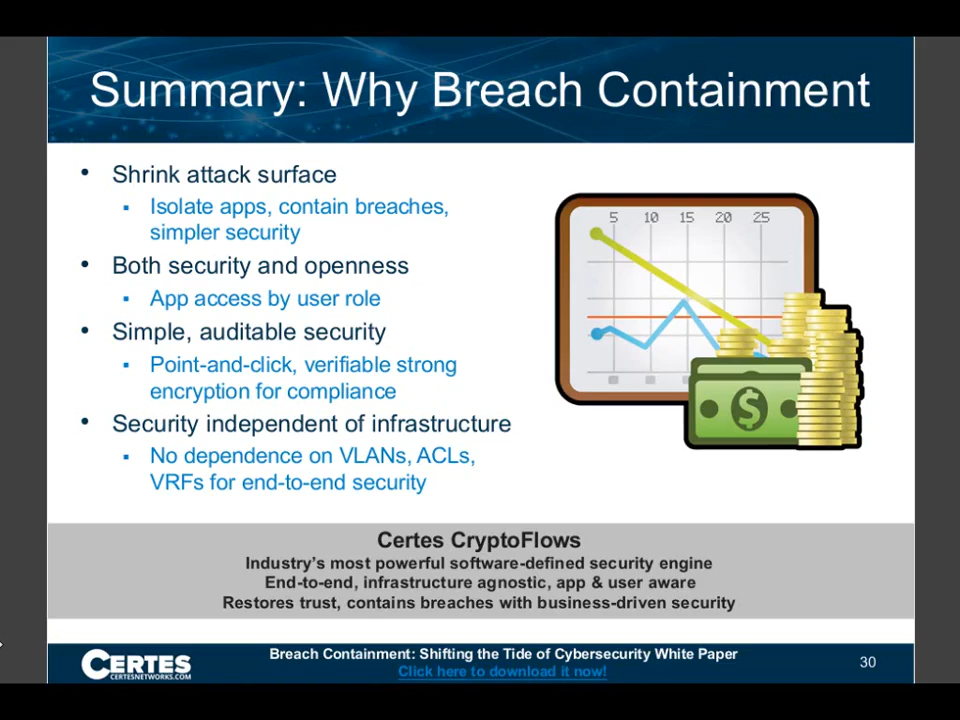 Summary: Why Breach Containment
• Shrink attack surface
▪ Isolate apps, contain breaches,
simpler security
• Both security and openness
▪ App access by user role
• Simple, auditable security
▪ Point-and-click, verifiable strong
encryption for compliance
• Security independent of infrastructure
▪ No dependence on VLANs, ACLs,
VRFs for end-to-end security
5 10 15 20 25
$
Certes CryptoFlows
Industry's most powerful software-defined security engine
End-to-end, infrastructure agnostic, app & user aware
Restores trust, contains breaches with business-driven security
CERTES
CERTESNETWORKS.COM
Breach Containment: Shifting the Tide of Cybersecurity White Paper
Click here to download it now!
30